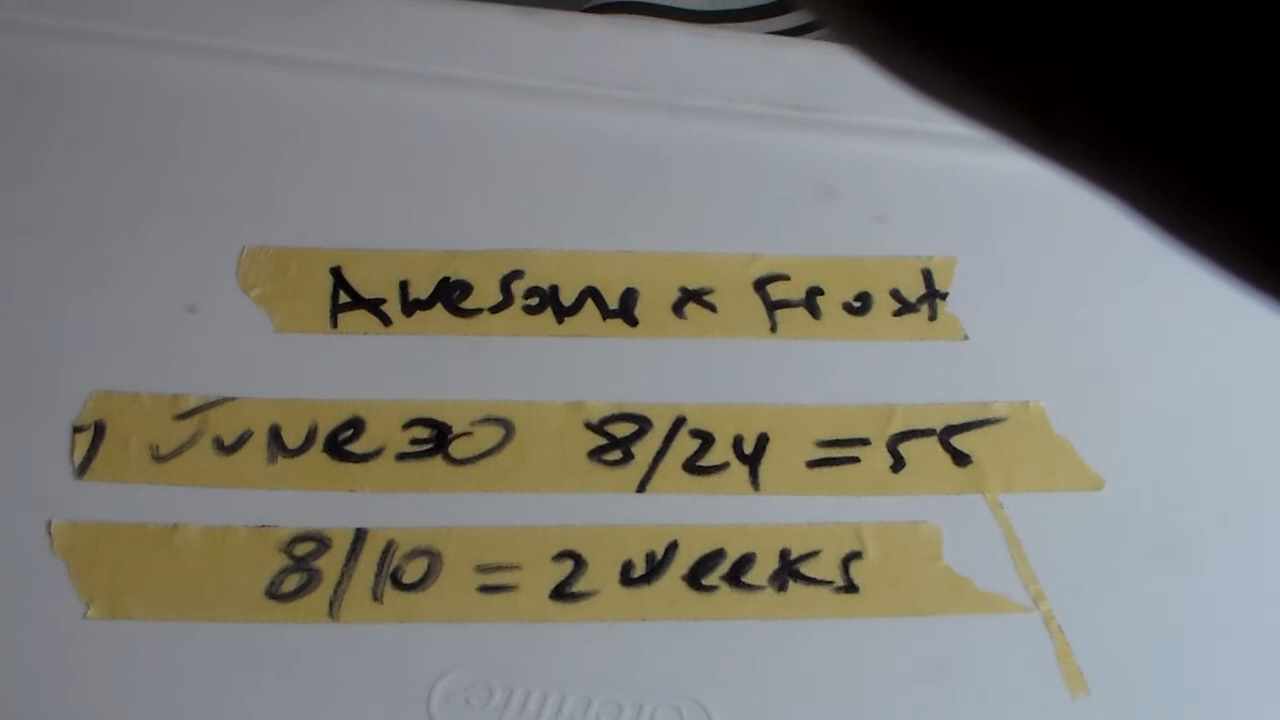 Awesome x Frost
June 30 8/24 = 55
8/10 = 2 weeks